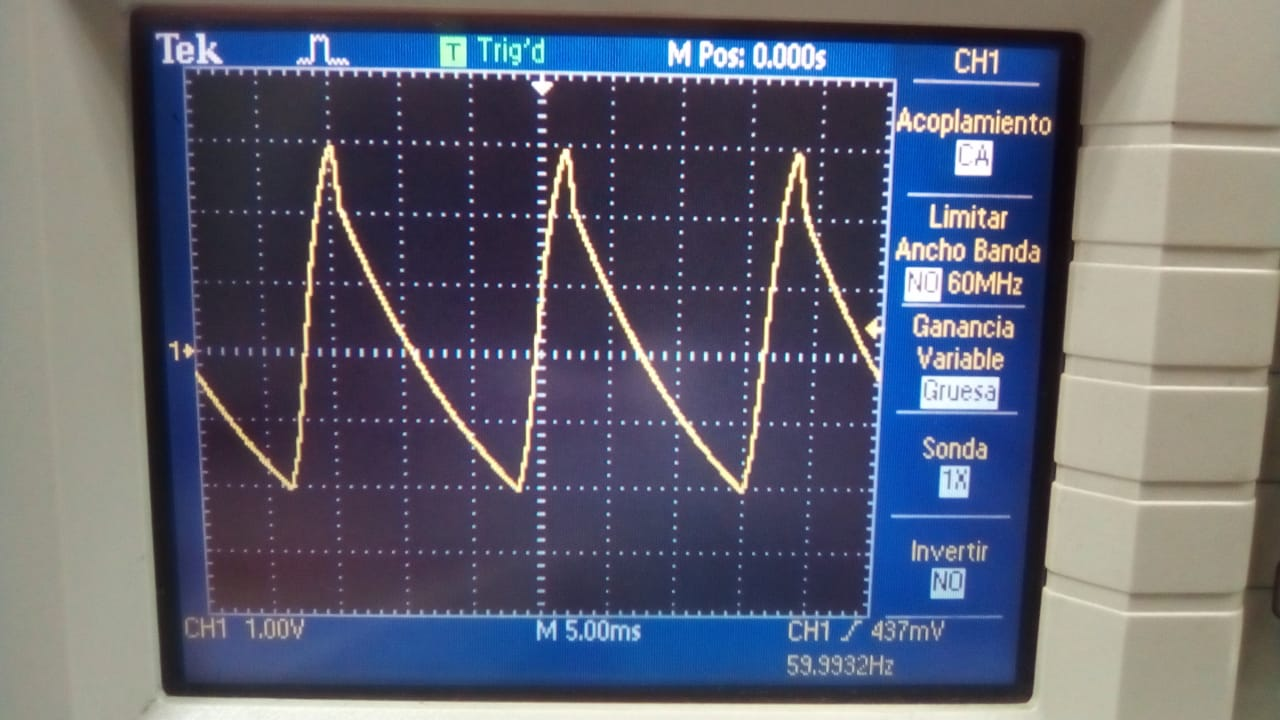 Tek T Trig'd M Pos: 0.000s CH1
Acoplamiento
CA
Limitar
Ancho Banda
NO 60MHz
Ganancia
Variable
Gruesa
1
Sonda
1X
Invertir
NO
CH1 1.00V M 5.00ms CH1 437mV
59.9932Hz